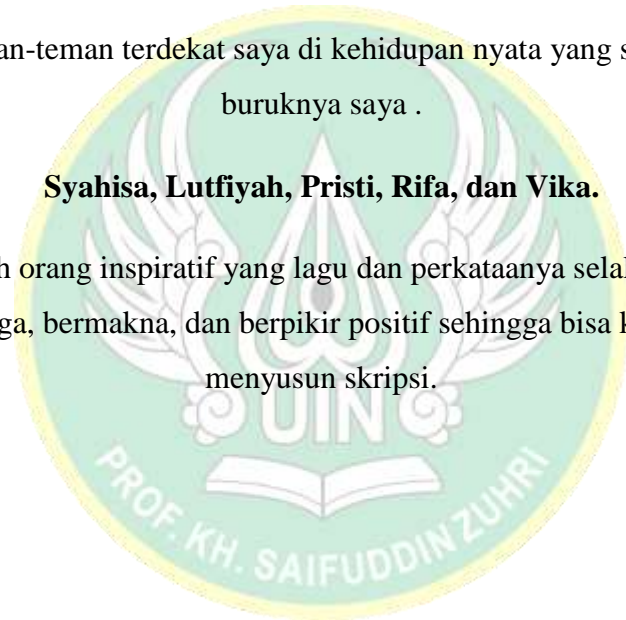 an-teman terdekat saya di kehidupan nyata yang s
buruknya saya .
Syahisa, Lutfiyah, Pristi, Rifa, dan Vika.
h orang inspiratif yang lagu dan perkataanya selal
ga, bermakna, dan berpikir positif sehingga bisa k
menyusun skripsi.
UIN
PROF. KH. SAIFUDDIN ZUHRI